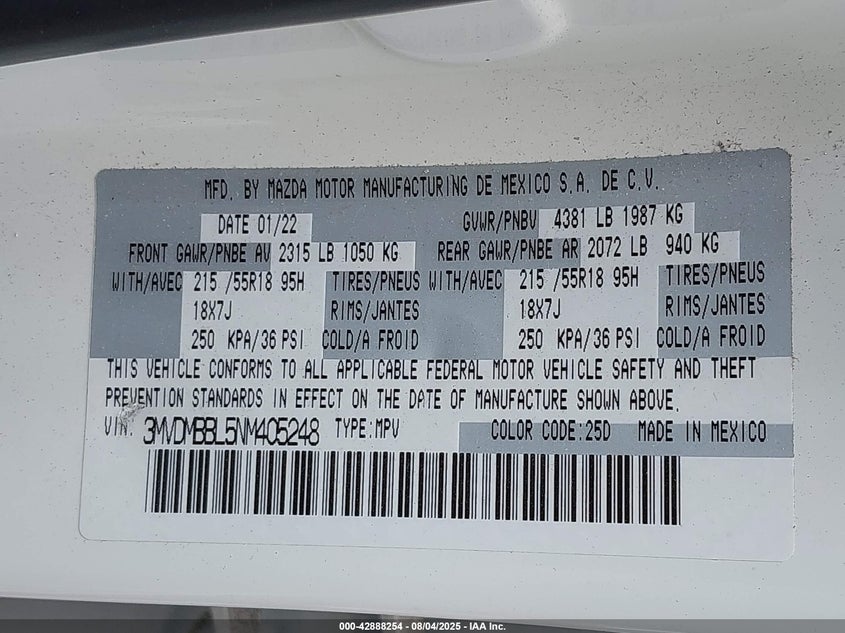 MFD. BY MAZDA MOTOR MANUFACTURING DE MEXICO S.A. DE C.V.
DATE 01/22 GVWR/PNBV 4381 LB 1987 KG
FRONT GAWR/PNBE AV 2315 LB 1050 KG REAR GAWR/PNBE AR 2072 LB 940 KG
WITH/AVEC 215 /55R18 95H TIRES/PNEUS WITH/AVEC 215 /55R18 95H TIRES/PNEUS
18X7J RIMS/JANTES 18X7J RIMS/JANTES
250 KPA/36 PSI COLD/A FROID 250 KPA/36 PSI COLD/A FROID
THIS VEHICLE CONFORMS TO ALL APPLICABLE FEDERAL MOTOR VEHICLE SAFETY AND THEFT
PREVENTION STANDARDS IN EFFECT ON THE DATE OF MANUFACTURE SHOWN ABOVE.
VIN: 3MVDMBBL5NM405248 TYPE:MPV COLOR CODE:25D MADE IN MEXICO
000-42888254 - 08/04/2025 - IAA Inc.